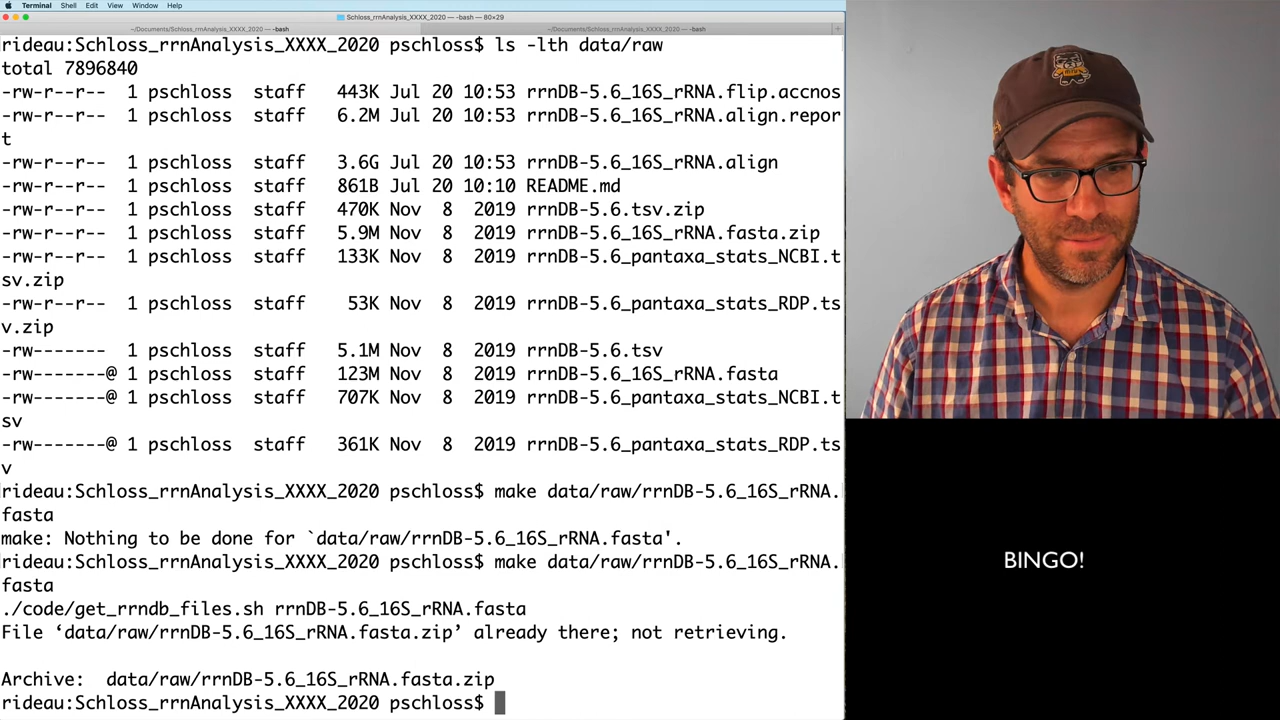 Terminal Shell Edit View Window Help
Schloss_rrnAnalysis_XXXX_2020 — -bash — 80×29
~/Documents/Schloss_rrnAnalysis_XXXX_2020 — -bash
~/Documents/Schloss_rrnAnalysis_XXXX_2020 — -bash +
rideau:Schloss_rrnAnalysis_XXXX_2020 pschloss$ ls -lth data/raw
total 7896840
-rw-r--r-- 1 pschloss staff 443K Jul 20 10:53 rrnDB-5.6_16S_rRNA.flip.accnos
-rw-r--r-- 1 pschloss staff 6.2M Jul 20 10:53 rrnDB-5.6_16S_rRNA.align.repor
t
-rw-r--r-- 1 pschloss staff 3.6G Jul 20 10:53 rrnDB-5.6_16S_rRNA.align
-rw-r--r-- 1 pschloss staff 861B Jul 20 10:10 README.md
-rw-r--r-- 1 pschloss staff 470K Nov 8 2019 rrnDB-5.6.tsv.zip
-rw-r--r-- 1 pschloss staff 5.9M Nov 8 2019 rrnDB-5.6_16S_rRNA.fasta.zip
-rw-r--r-- 1 pschloss staff 133K Nov 8 2019 rrnDB-5.6_pantaxa_stats_NCBI.t
sv.zip
-rw-r--r-- 1 pschloss staff 53K Nov 8 2019 rrnDB-5.6_pantaxa_stats_RDP.ts
v.zip
-rw------- 1 pschloss staff 5.1M Nov 8 2019 rrnDB-5.6.tsv
-rw-------@ 1 pschloss staff 123M Nov 8 2019 rrnDB-5.6_16S_rRNA.fasta
-rw-------@ 1 pschloss staff 707K Nov 8 2019 rrnDB-5.6_pantaxa_stats_NCBI.t
sv
-rw-------@ 1 pschloss staff 361K Nov 8 2019 rrnDB-5.6_pantaxa_stats_RDP.ts
v
rideau:Schloss_rrnAnalysis_XXXX_2020 pschloss$ make data/raw/rrnDB-5.6_16S_rRNA.
fasta
make: Nothing to be done for `data/raw/rrnDB-5.6_16S_rRNA.fasta'.
rideau:Schloss_rrnAnalysis_XXXX_2020 pschloss$ make data/raw/rrnDB-5.6_16S_rRNA.
fasta
./code/get_rrndb_files.sh rrnDB-5.6_16S_rRNA.fasta
File ‘data/raw/rrnDB-5.6_16S_rRNA.fasta.zip’ already there; not retrieving.
Archive: data/raw/rrnDB-5.6_16S_rRNA.fasta.zip
rideau:Schloss_rrnAnalysis_XXXX_2020 pschloss$
BINGO!